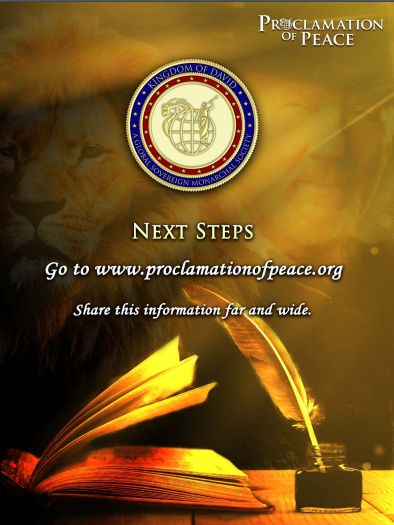 Proclamation
Of Peace
KINGDOM OF DAVID
A GLOBAL SOVEREIGN MONARCHAL SOCIETY
Next Steps
Go to www.proclamationofpeace.org
Share this information far and wide.